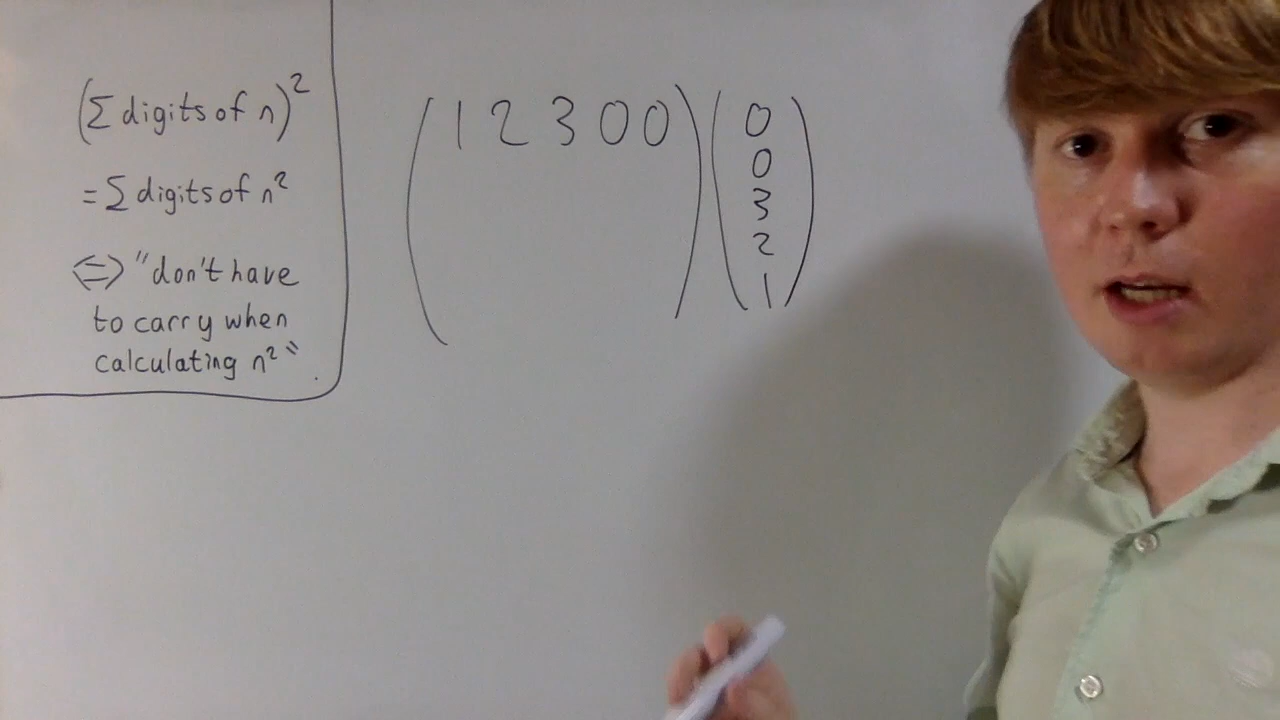 (Σ digits of n)²
= Σ digits of n²
⇔ "don't have
to carry when
calculating n²"
(1 2 3 0 0)(0
0
3
2
1)